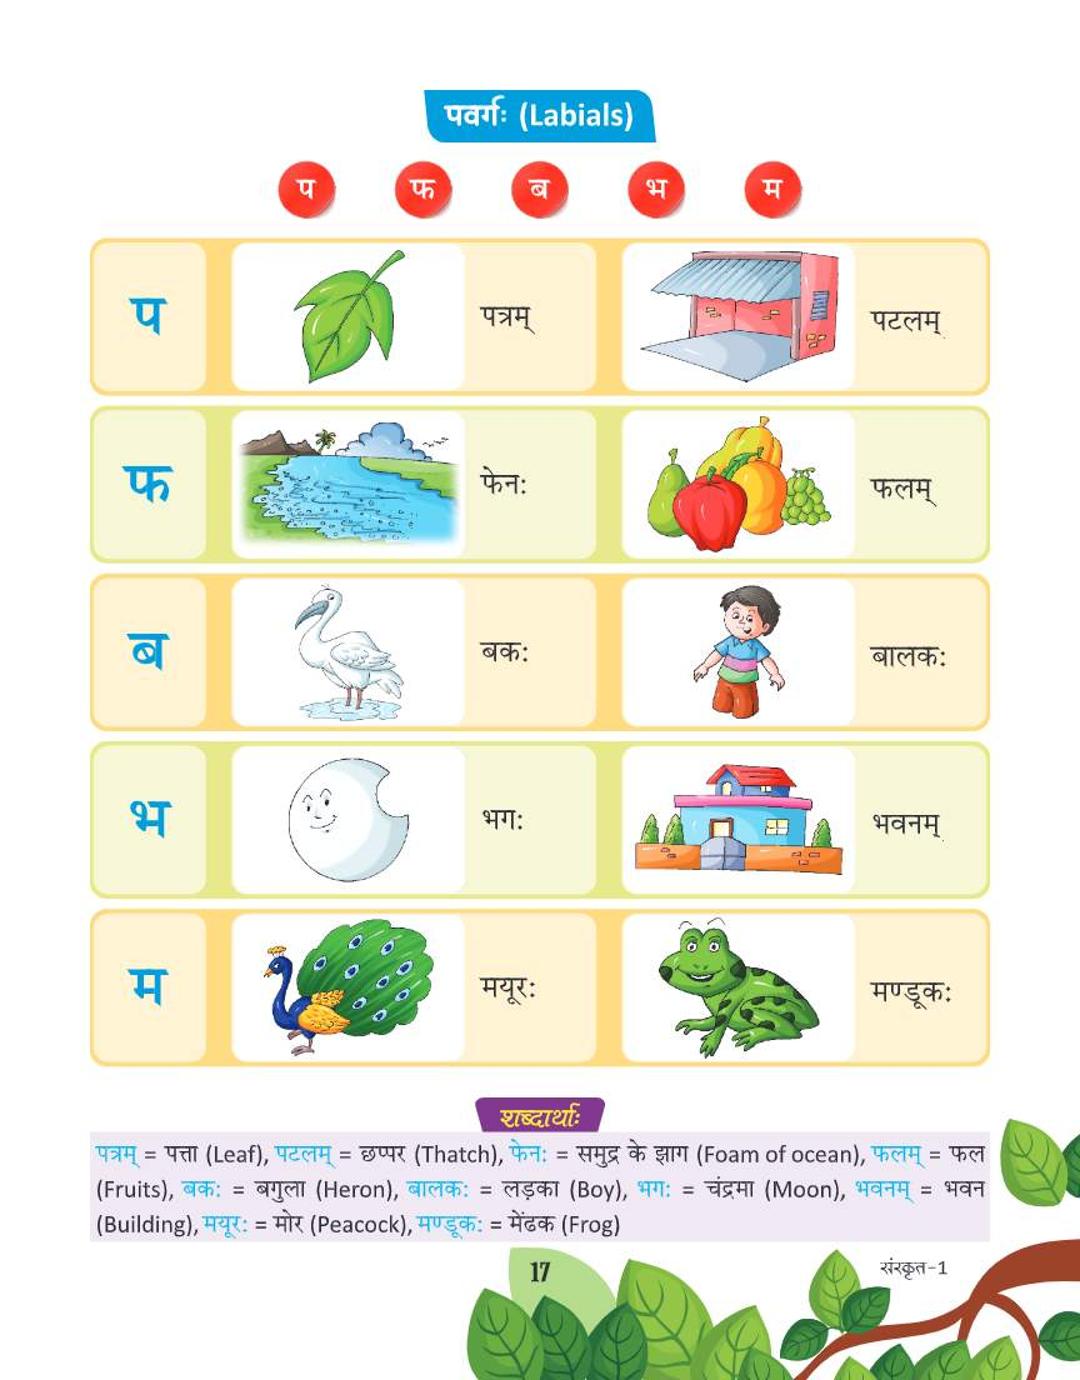 पवर्गः (Labials)
प फ ब भ म
प पत्रम् पटलम्
फ फेन: फलम्
ब बक: बालक:
भ भग: भवनम्
म मयूर: मण्डूक:
शब्दार्थाः
पत्रम् = पत्ता (Leaf), पटलम् = छप्पर (Thatch), फेन: = समुद्र के झाग (Foam of ocean), फलम् = फल
(Fruits), बक: = बगुला (Heron), बालक: = लड़का (Boy), भग: = चंद्रमा (Moon), भवनम् = भवन
(Building), मयूर: = मोर (Peacock), मण्डूक: = मेंढक (Frog)
17 संस्कृत-1